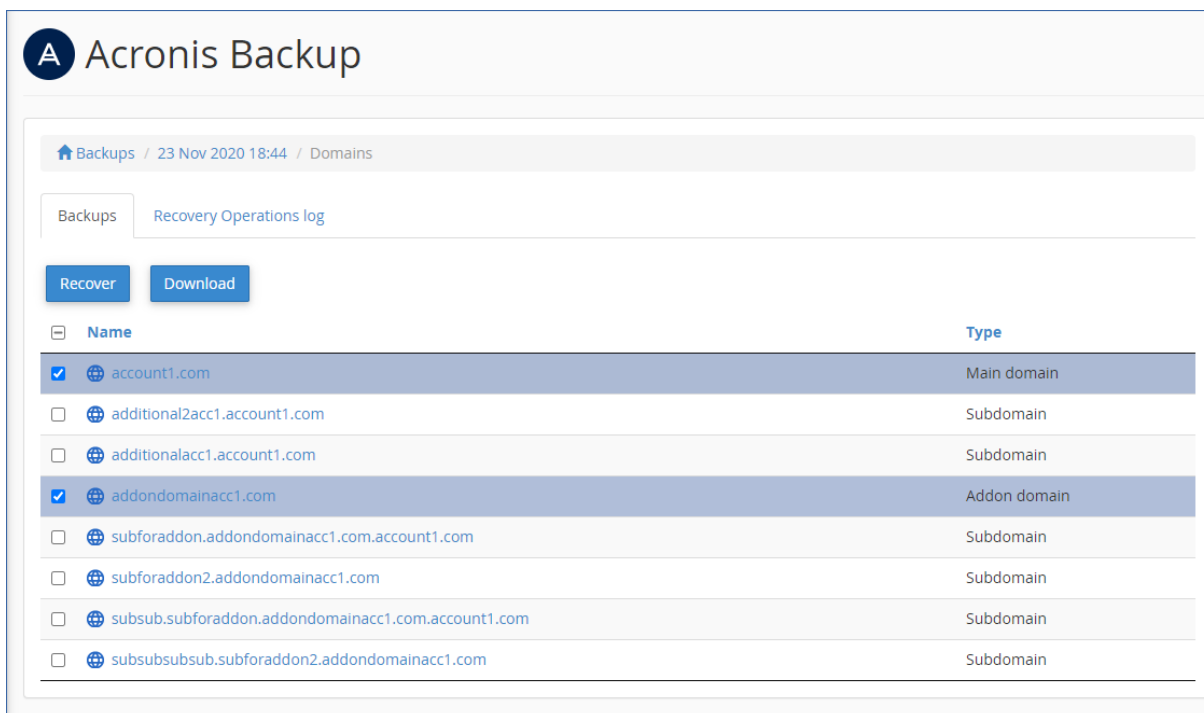 Acronis Backup
Backups / 23 Nov 2020 18:44 / Domains
Backups Recovery Operations log
Recover Download
Name Type
account1.com Main domain
additional2acc1.account1.com Subdomain
additionalacc1.account1.com Subdomain
addondomainacc1.com Addon domain
subforaddon.addondomainacc1.com.account1.com Subdomain
subforaddon2.addondomainacc1.com Subdomain
subsub.subforaddon.addondomainacc1.com.account1.com Subdomain
subsubsubsub.subforaddon2.addondomainacc1.com Subdomain